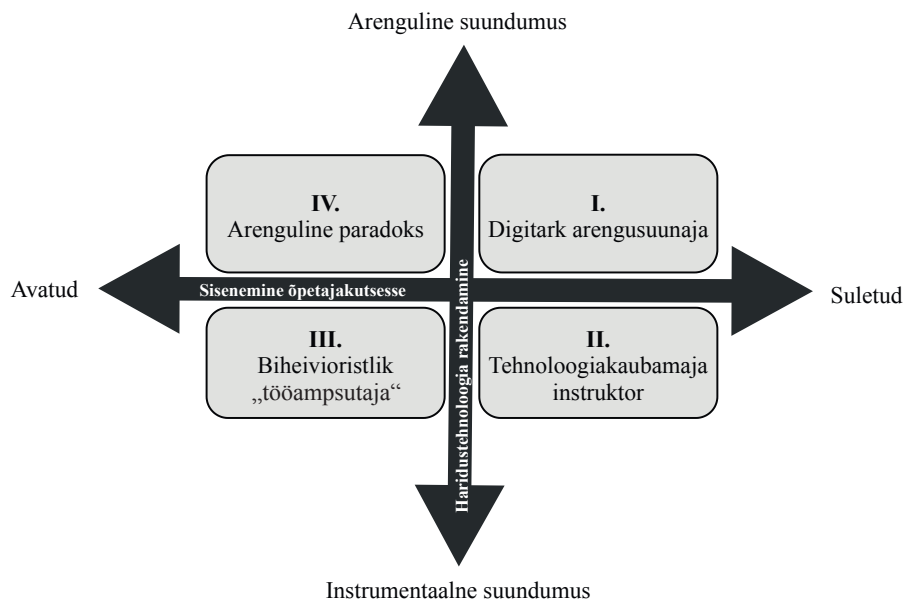 Arenguline suundumus
IV.
Arenguline paradoks
I.
Digitark arengusuunaja
Avatud
Sisenemine õpetajakutsesse
Haridustehnoloogia rakendamine
Suletud
III.
Biheivioristlik
„tööampsutaja“
II.
Tehnoloogiakaubamaja
instruktor
Instrumentaalne suundumus